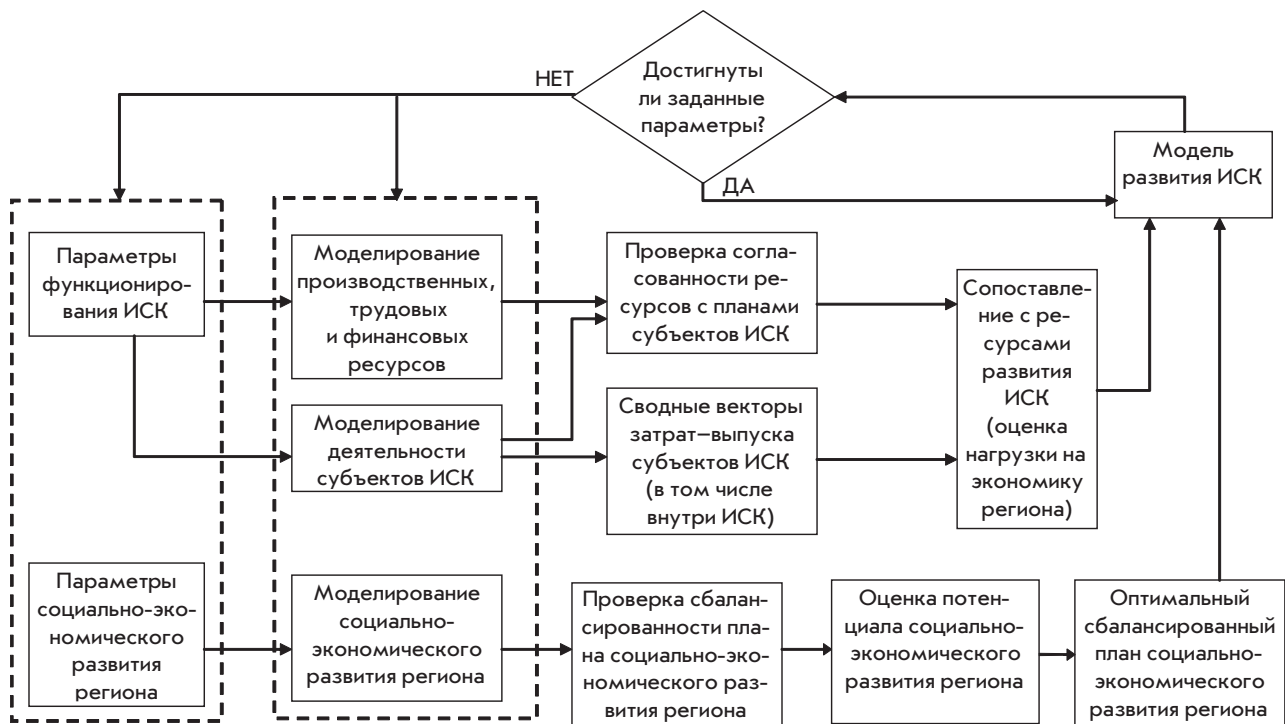 Достигнуты
ли заданные
параметры?
НЕТ
ДА
Модель
развития ИСК
Параметры
функциониро-
вания ИСК
Моделирование
производственных,
трудовых
и финансовых
ресурсов
Проверка согла-
сованности ре-
сурсов с планами
субъектов ИСК
Сопоставле-
ние с ре-
сурсами
развития
ИСК
(оценка
нагрузки на
экономику
региона)
Моделирование
деятельности
субъектов ИСК
Сводные векторы
затрат–выпуска
субъектов ИСК
(в том числе
внутри ИСК)
Параметры
социально-эко-
номического
развития
региона
Моделирование
социально-
экономического
развития региона
Проверка сбалан-
сированности пла-
на социально-эко-
номического раз-
вития региона
Оценка потен-
циала социально-
экономического
развития региона
Оптимальный
сбалансированный
план социально-
экономического
развития региона